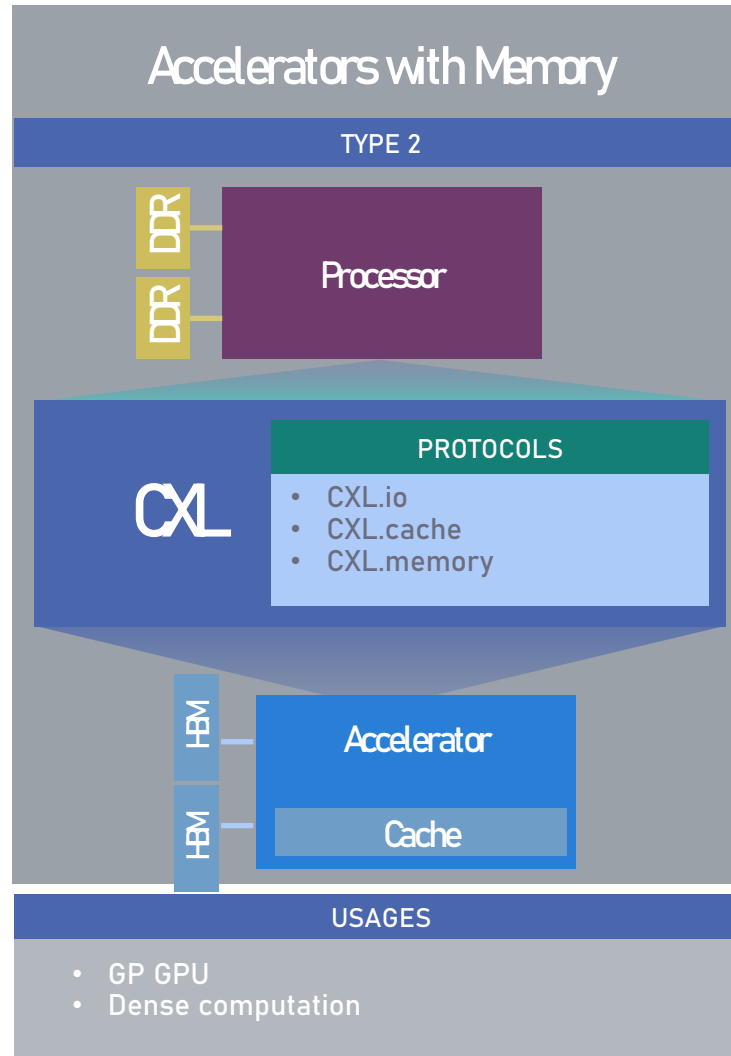 Accelerators with Memory
TYPE 2
DDR
DDR
Processor
CXL
PROTOCOLS
• CXL.io
• CXL.cache
• CXL.memory
HBM
HBM
Accelerator
Cache
USAGES
• GP GPU
• Dense computation